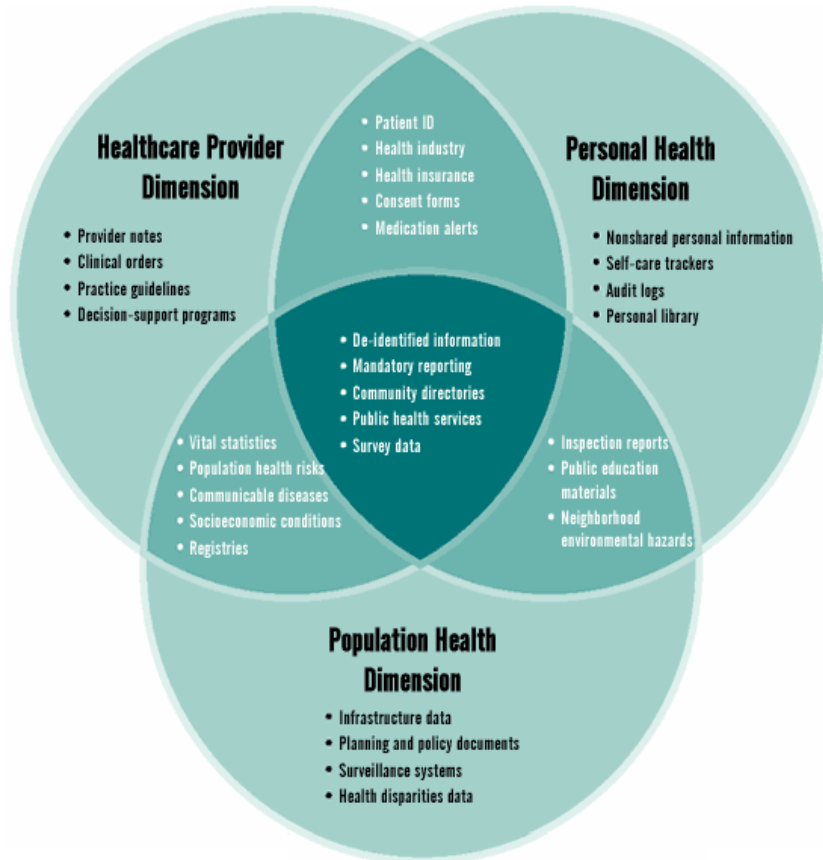 Healthcare Provider
Dimension
• Provider notes
• Clinical orders
• Practice guidelines
• Decision-support programs
• Patient ID
• Health industry
• Health insurance
• Consent forms
• Medication alerts
Personal Health
Dimension
• Nonshared personal information
• Self-care trackers
• Audit logs
• Personal library
• De-identified information
• Mandatory reporting
• Community directories
• Public health services
• Survey data
• Vital statistics
• Population health risks
• Communicable diseases
• Socioeconomic conditions
• Registries
• Inspection reports
• Public education
materials
• Neighborhood
environmental hazards
Population Health
Dimension
• Infrastructure data
• Planning and policy documents
• Surveillance systems
• Health disparities data